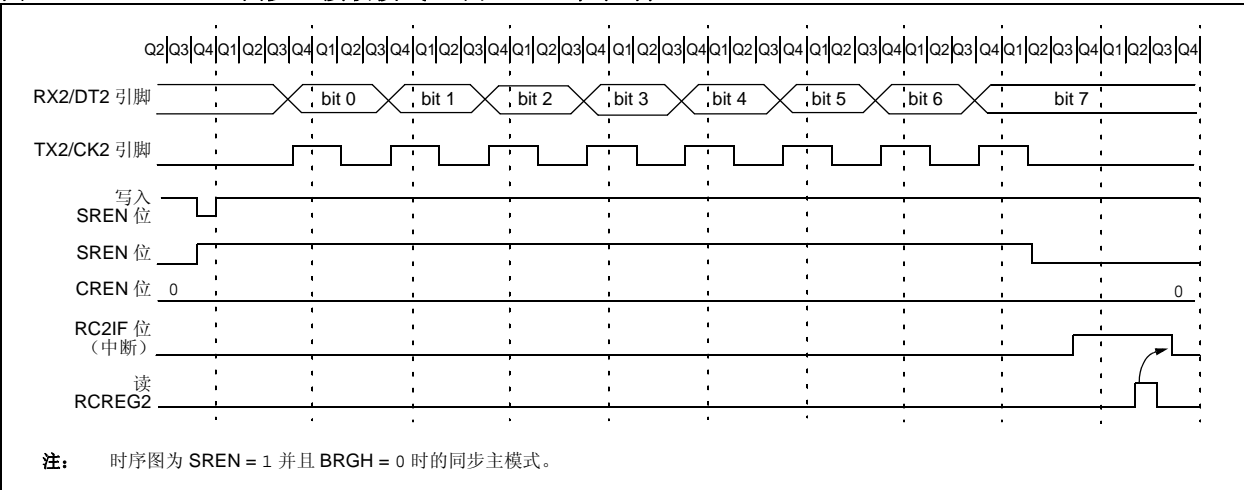 Q2 Q3 Q4 Q1 Q2 Q3 Q4 Q1 Q2 Q3 Q4 Q1 Q2 Q3 Q4 Q1 Q2 Q3 Q4 Q1 Q2 Q3 Q4 Q1 Q2 Q3 Q4 Q1 Q2 Q3 Q4 Q1 Q2 Q3 Q4 Q1 Q2 Q3 Q4 Q1 Q2 Q3 Q4
RX2/DT2 引脚 bit 0 bit 1 bit 2 bit 3 bit 4 bit 5 bit 6 bit 7
TX2/CK2 引脚
写入
SREN 位
SREN 位
CREN 位 0 0
RC2IF 位
（中断）
读
RCREG2
注： 时序图为 SREN = 1 并且 BRGH = 0 时的同步主模式。